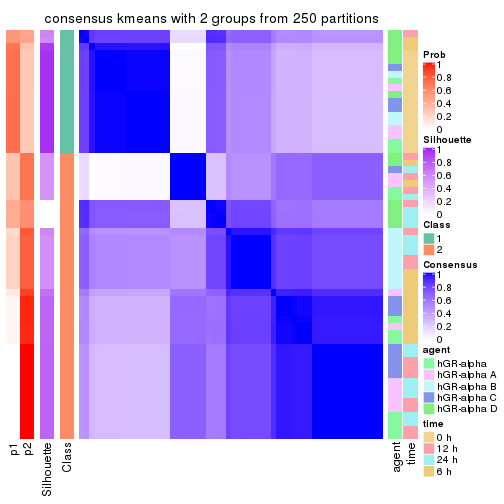 consensus kmeans with 2 groups from 250 partitions
Prob
1
0.8
0.6
0.4
0.2
0
Silhouette
1
0.8
0.6
0.4
0.2
0
Class
1
2
Consensus
1
0.8
0.6
0.4
0.2
0
agent
hGR-alpha
hGR-alpha A
hGR-alpha B
hGR-alpha C
hGR-alpha D
time
0 h
12 h
24 h
6 h
p1
p2
Silhouette
Class
agent
time